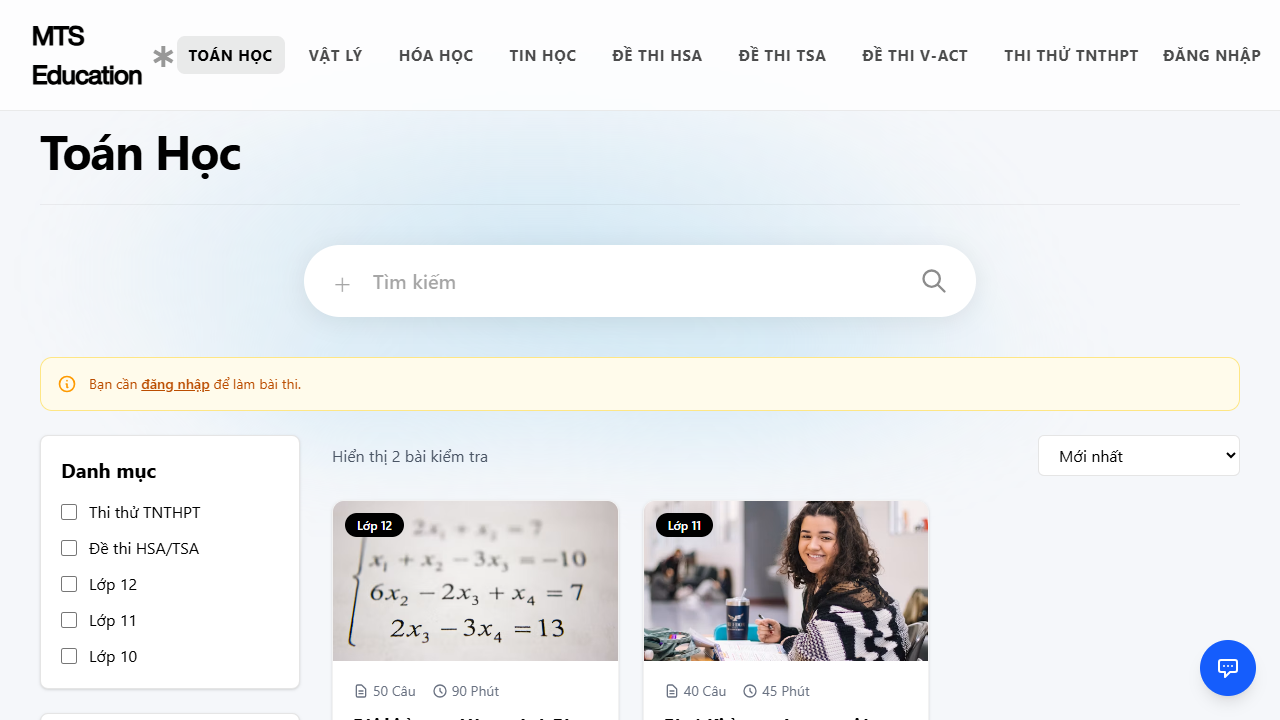 MTS
Education
TOÁN HỌC
VẬT LÝ
HÓA HỌC
TIN HỌC
ĐỀ THI HSA
ĐỀ THI TSA
ĐỀ THI V-ACT
THI THỬ TNTHPT
ĐĂNG NHẬP
Toán Học
Tìm kiếm
Bạn cần đăng nhập để làm bài thi.
Danh mục
Thi thử TNTHPT
Đề thi HSA/TSA
Lớp 12
Lớp 11
Lớp 10
Hiển thị 2 bài kiểm tra
Mới nhất
Lớp 12
2x₁ + x₂ = 7
x₁ + x₂ − 3x₃ = −10
6x₂ − 2x₃ + x₄ = 7
2x₃ − 3x₄ = 13
50 Câu
90 Phút
Lớp 11
40 Câu
45 Phút